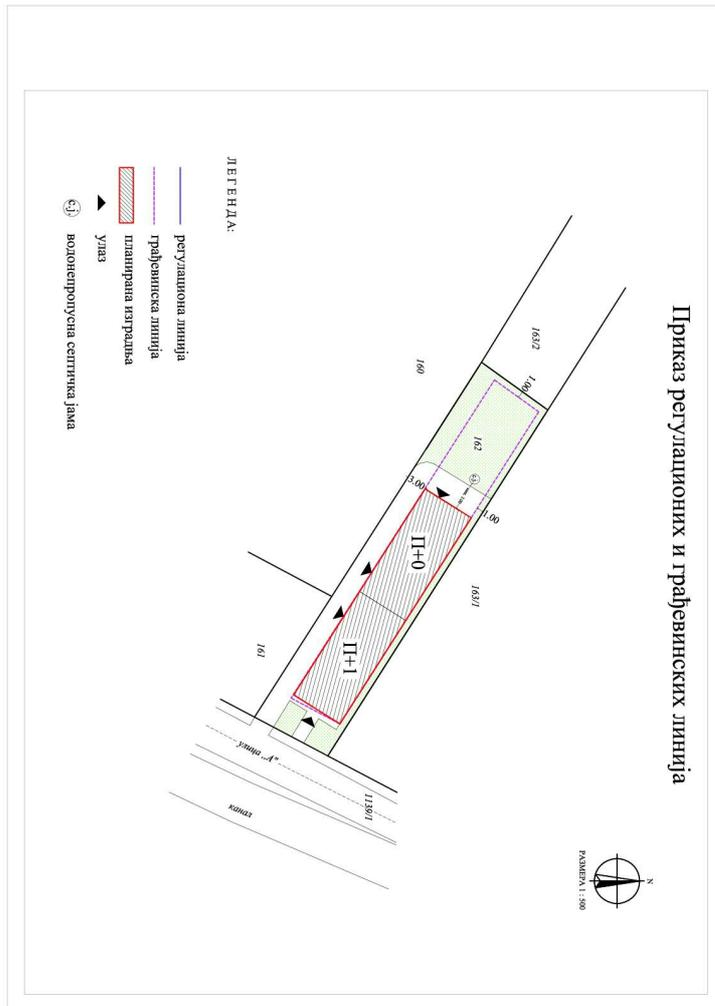 Приказ регулационих и грађевинских линија
N
РАЗМЕРА 1 : 500
163/2
160
1.00
162
с.ј.
3.00
1.00
П+0
163/1
П+1
161
улица „А"
1139/1
канал
ЛЕГЕНДА:
регулациона линија
грађевинска линија
планирана изградња
улаз
с.ј. водонепропусна септичка јама